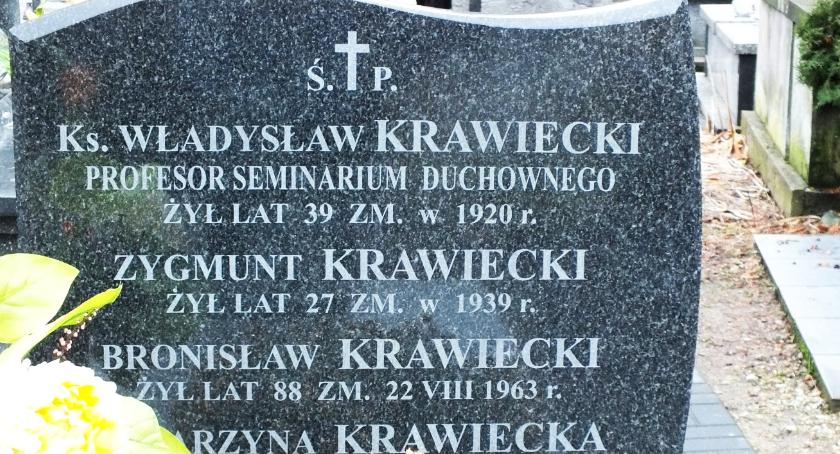 Ś. P.
Ks. WŁADYSŁAW KRAWIECKI
PROFESOR SEMINARIUM DUCHOWNEGO
ŻYŁ LAT 39 ZM. w 1920 r.
ZYGMUNT KRAWIECKI
ŻYŁ LAT 27 ZM. w 1939 r.
BRONISŁAW KRAWIECKI
ŻYŁ LAT 88 ZM. 22 VIII 1963 r.
KRAWIECKA